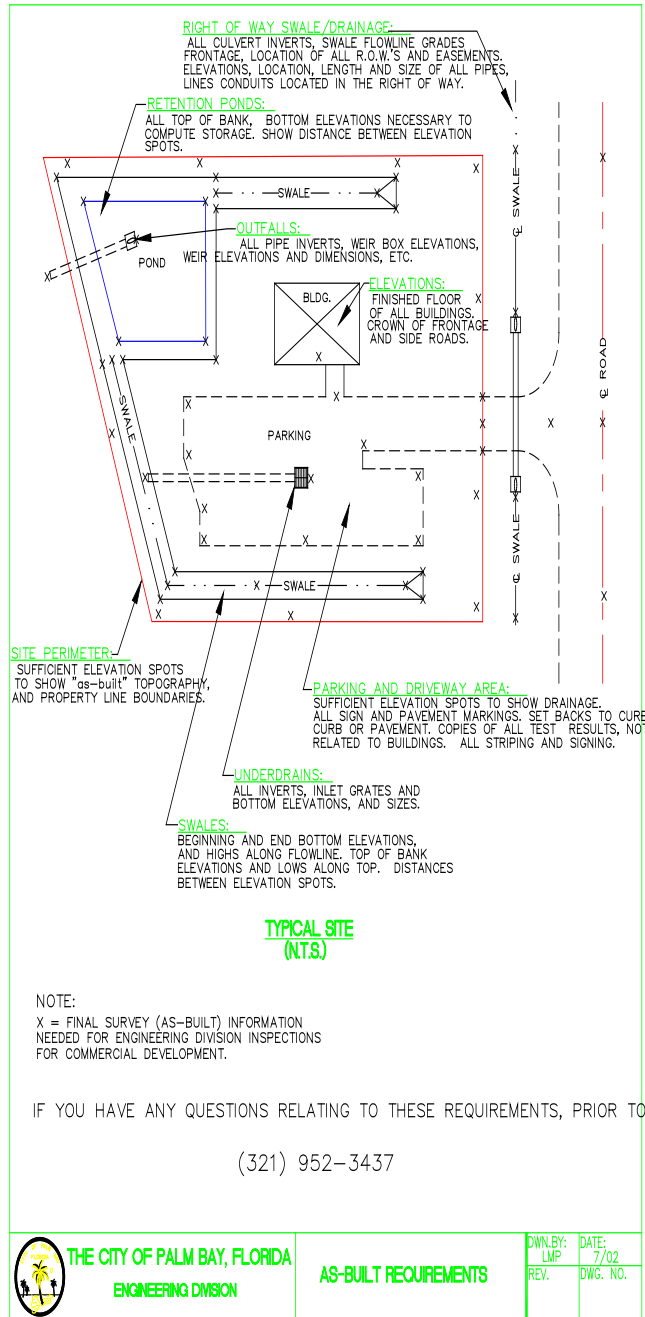 RIGHT OF WAY SWALE/DRAINAGE:
ALL CULVERT INVERTS, SWALE FLOWLINE GRADES
FRONTAGE, LOCATION OF ALL R.O.W.'S AND EASEMENTS.
ELEVATIONS, LOCATION, LENGTH AND SIZE OF ALL PIPES,
LINES CONDUITS LOCATED IN THE RIGHT OF WAY.
RETENTION PONDS:
ALL TOP OF BANK, BOTTOM ELEVATIONS NECESSARY TO
COMPUTE STORAGE. SHOW DISTANCE BETWEEN ELEVATION
SPOTS.
SWALE
℄ SWALE
OUTFALLS:
ALL PIPE INVERTS, WEIR BOX ELEVATIONS,
WEIR ELEVATIONS AND DIMENSIONS, ETC.
POND
ELEVATIONS:
FINISHED FLOOR
OF ALL BUILDINGS.
CROWN OF FRONTAGE
AND SIDE ROADS.
BLDG.
℄ ROAD
SWALE
PARKING
℄ SWALE
SWALE
SITE PERIMETER:
SUFFICIENT ELEVATION SPOTS
TO SHOW "as-built" TOPOGRAPHY,
AND PROPERTY LINE BOUNDARIES.
PARKING AND DRIVEWAY AREA:
SUFFICIENT ELEVATION SPOTS TO SHOW DRAINAGE.
ALL SIGN AND PAVEMENT MARKINGS. SET BACKS TO CURB
CURB OR PAVEMENT. COPIES OF ALL TEST RESULTS, NOT
RELATED TO BUILDINGS. ALL STRIPING AND SIGNING.
UNDERDRAINS:
ALL INVERTS, INLET GRATES AND
BOTTOM ELEVATIONS, AND SIZES.
SWALES:
BEGINNING AND END BOTTOM ELEVATIONS,
AND HIGHS ALONG FLOWLINE. TOP OF BANK
ELEVATIONS AND LOWS ALONG TOP. DISTANCES
BETWEEN ELEVATION SPOTS.
TYPICAL SITE
(N.T.S.)
NOTE:
X = FINAL SURVEY (AS-BUILT) INFORMATION
NEEDED FOR ENGINEERING DIVISION INSPECTIONS
FOR COMMERCIAL DEVELOPMENT.
IF YOU HAVE ANY QUESTIONS RELATING TO THESE REQUIREMENTS, PRIOR TO
(321) 952-3437
THE CITY OF PALM BAY, FLORIDA
ENGINEERING DIVISION
AS-BUILT REQUIREMENTS
DWN.BY:
LMP
DATE:
7/02
REV.
DWG. NO.